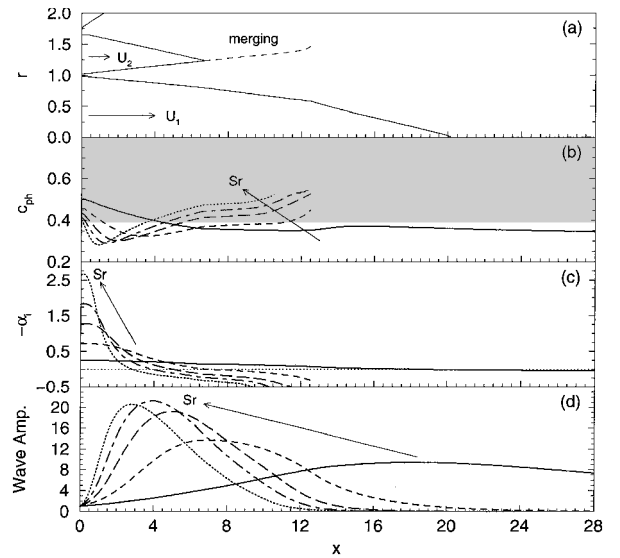 2.0
(a)
merging
1.5
U2
r
1.0
0.5
U1
0.0
(b)
0.6
Sr
cph
0.4
0.2
(c)
2.5
Sr
1.5
-αi
0.5
-0.5
(d)
20
Sr
16
Wave Amp.
12
8
4
0
0 4 8 12 16 20 24 28
x